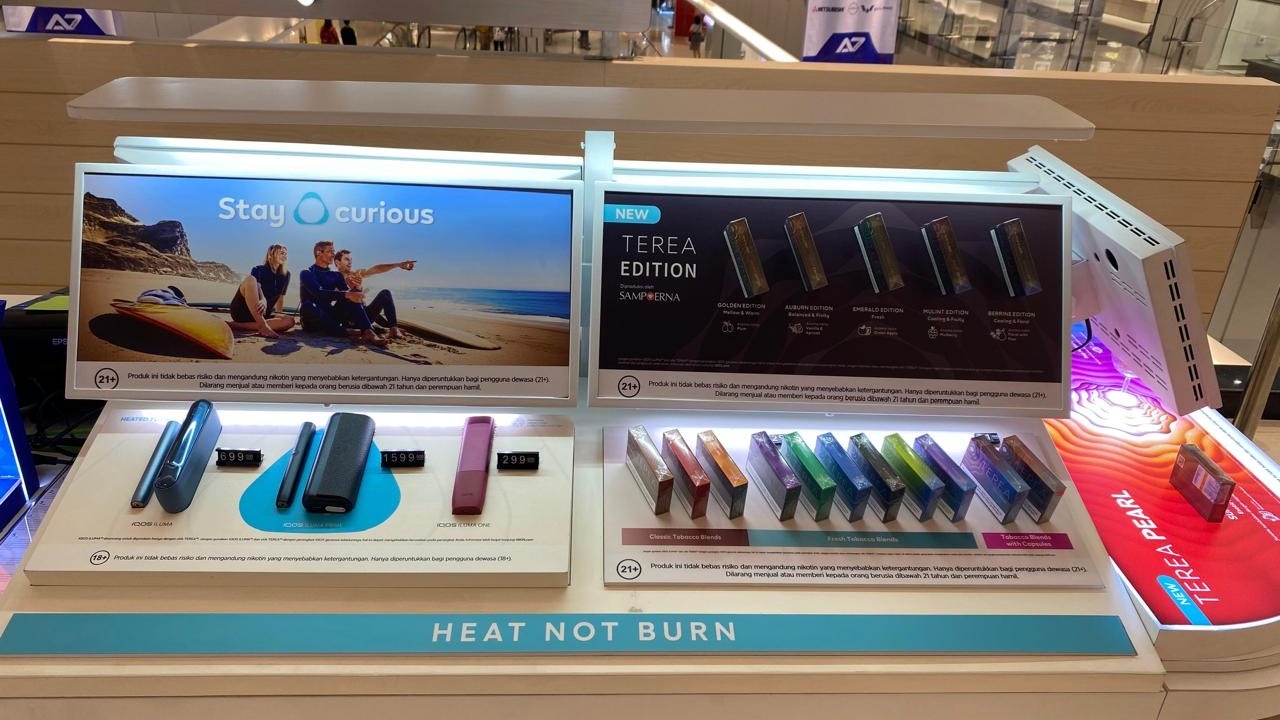 A7
MITSUBISHI
A7
EPS
Stay curious
21+
Produk ini tidak bebas risiko dan mengandung nikotin yang menyebabkan ketergantungan. Hanya diperuntukkan bagi pengguna dewasa (21+).
Dilarang menjual atau memberi kepada orang berusia dibawah 21 tahun dan perempuan hamil.
NEW
TEREA
EDITION
Diproduksi oleh
SAMPOERNA
GOLDEN EDITION
Mellow & Warm
AUBURN EDITION
Balanced & Fruity
EMERALD EDITION
Fresh
MULINT EDITION
Cooling & Fruity
BERRINE EDITION
Cooling & Floral
21+
Produk ini tidak bebas risiko dan mengandung nikotin yang menyebabkan ketergantungan. Hanya diperuntukkan bagi pengguna dewasa (21+).
Dilarang menjual atau memberi kepada orang berusia dibawah 21 tahun dan perempuan hamil.
HEATED
699
1599
299
IQOS ILUMA
IQOS ILUMA PRIME
IQOS ILUMA ONE
18+
Produk ini tidak bebas risiko dan mengandung nikotin yang menyebabkan ketergantungan. Hanya diperuntukkan bagi pengguna dewasa (18+).
Classic Tobacco Blends
Fresh Tobacco Blends
Tobacco Blends
with Capsules
21+
Produk ini tidak bebas risiko dan mengandung nikotin yang menyebabkan ketergantungan. Hanya diperuntukkan bagi pengguna dewasa (21+).
Dilarang menjual atau memberi kepada orang berusia dibawah 21 tahun dan perempuan hamil.
NEW
TEREA PEARL
HEAT NOT BURN